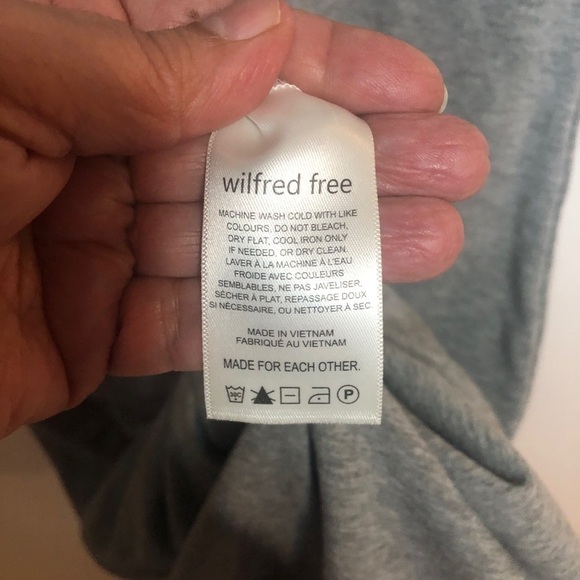 wilfred free
MACHINE WASH COLD WITH LIKE
COLOURS, DO NOT BLEACH,
DRY FLAT, COOL IRON ONLY
IF NEEDED, OR DRY CLEAN.
LAVER À LA MACHINE À L'EAU
FROIDE AVEC COULEURS
SEMBLABLES, NE PAS JAVELISER,
SÉCHER À PLAT, REPASSAGE DOUX
SI NÉCESSAIRE, OU NETTOYER À SEC.
MADE IN VIETNAM
FABRIQUÉ AU VIETNAM
MADE FOR EACH OTHER.
30C P